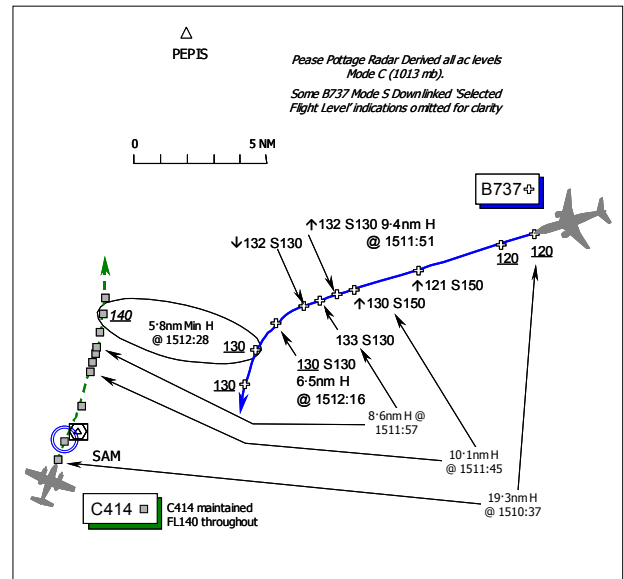 PEPIS
Pease Pottage Radar Derived all ac levels
Mode C (1013 mb).
Some B737 Mode S Downlinked 'Selected
Flight Level' indications omitted for clarity
0 5 NM
B737
↑132 S130 9·4nm H
@ 1511:51
↓132 S130
120
120
↑121 S150
↑130 S150
133 S130
140
5·8nm Min H
@ 1512:28
130
130 S130
6·5nm H
@ 1512:16
130
8·6nm H @
1511:57
10·1nm H
@ 1511:45
SAM
19·3nm H
@ 1510:37
C414
C414 maintained
FL140 throughout